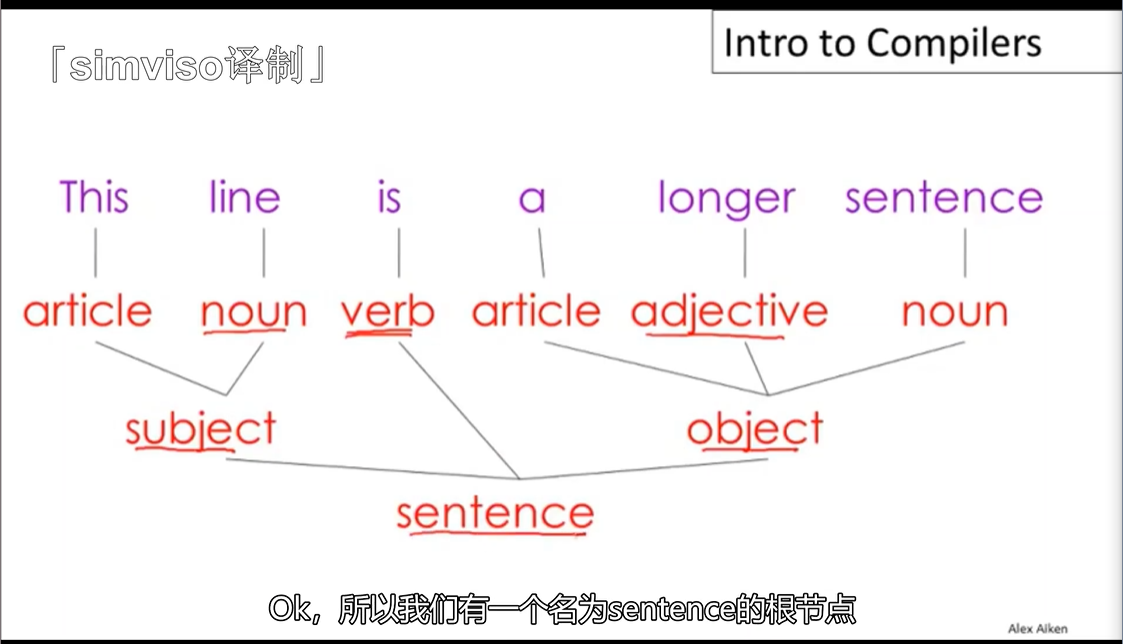 「simviso译制」
Intro to Compilers
This line is a longer sentence
article noun verb article adjective noun
subject object
sentence
Ok，所以我们有一个名为sentence的根节点
Alex Aiken